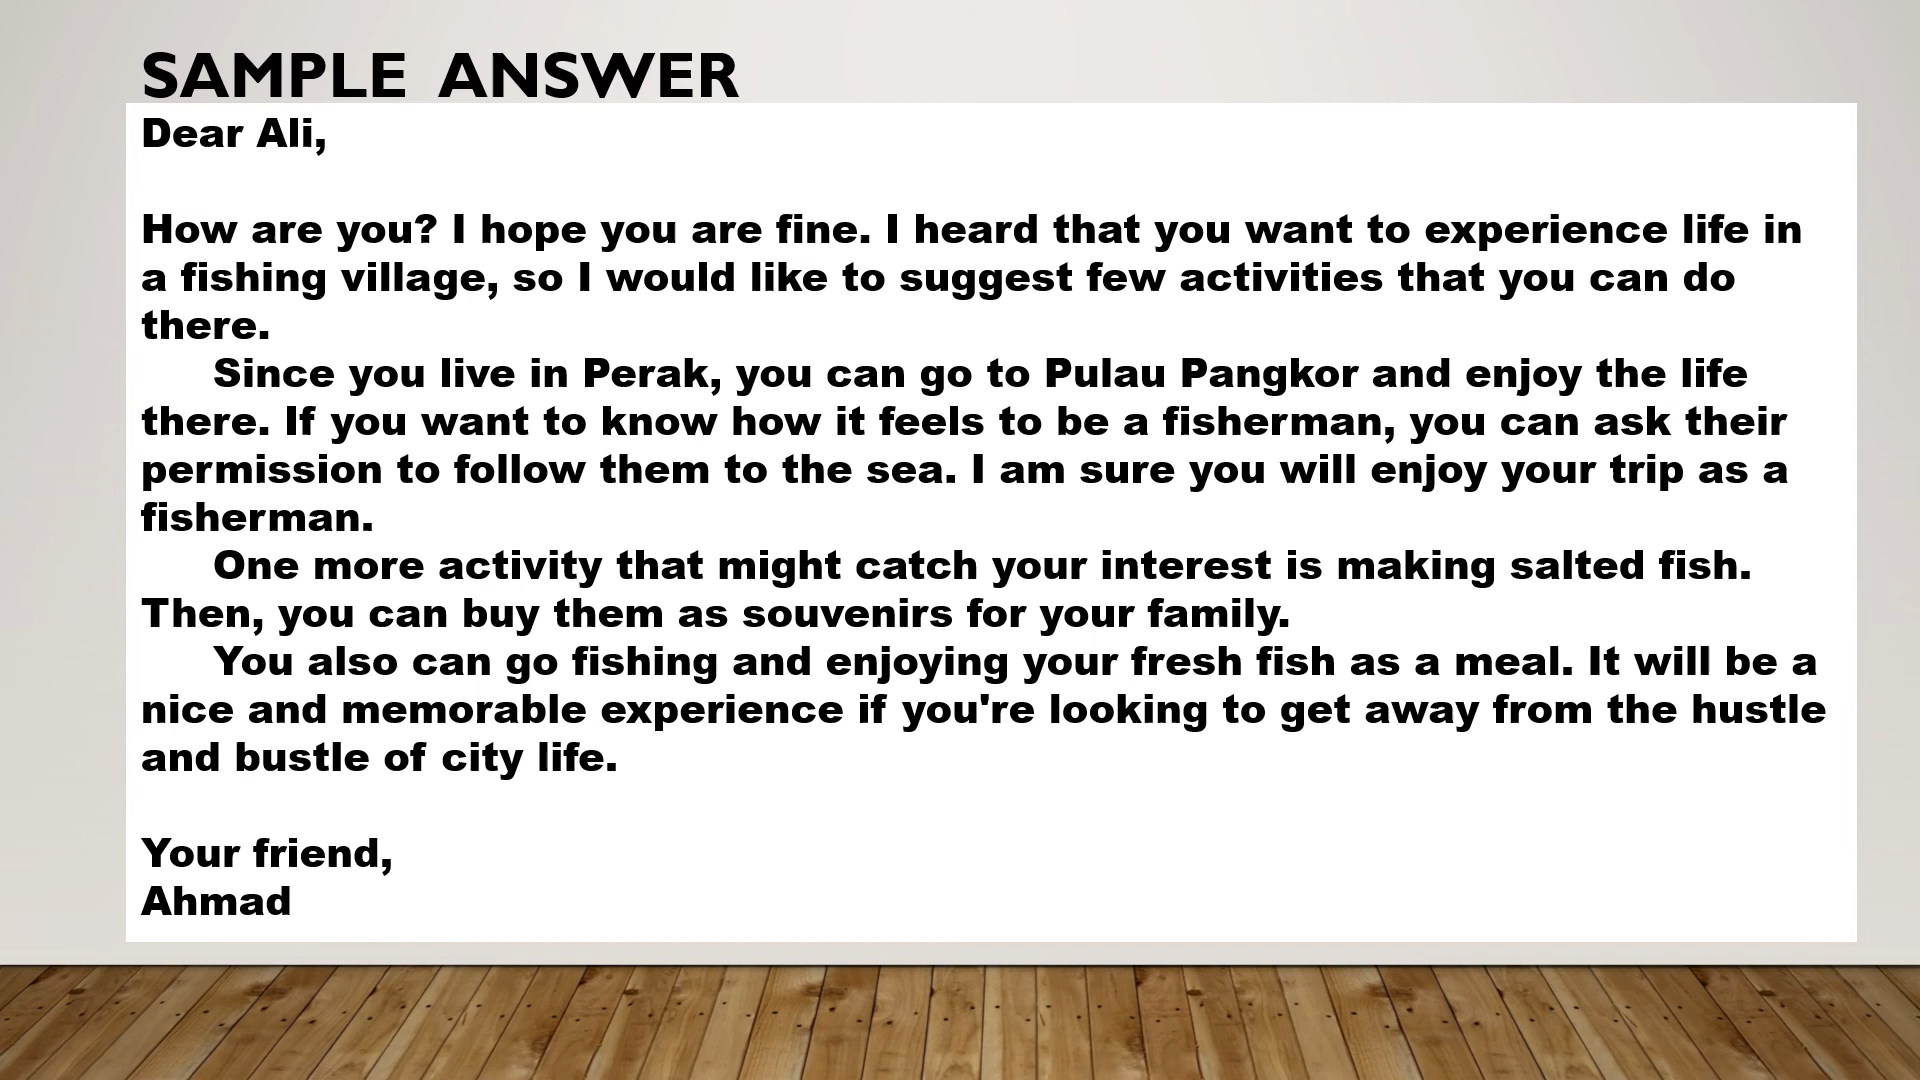 SAMPLE ANSWER
Dear Ali,
How are you? I hope you are fine. I heard that you want to experience life in
a fishing village, so I would like to suggest few activities that you can do
there.
Since you live in Perak, you can go to Pulau Pangkor and enjoy the life
there. If you want to know how it feels to be a fisherman, you can ask their
permission to follow them to the sea. I am sure you will enjoy your trip as a
fisherman.
One more activity that might catch your interest is making salted fish.
Then, you can buy them as souvenirs for your family.
You also can go fishing and enjoying your fresh fish as a meal. It will be a
nice and memorable experience if you're looking to get away from the hustle
and bustle of city life.
Your friend,
Ahmad